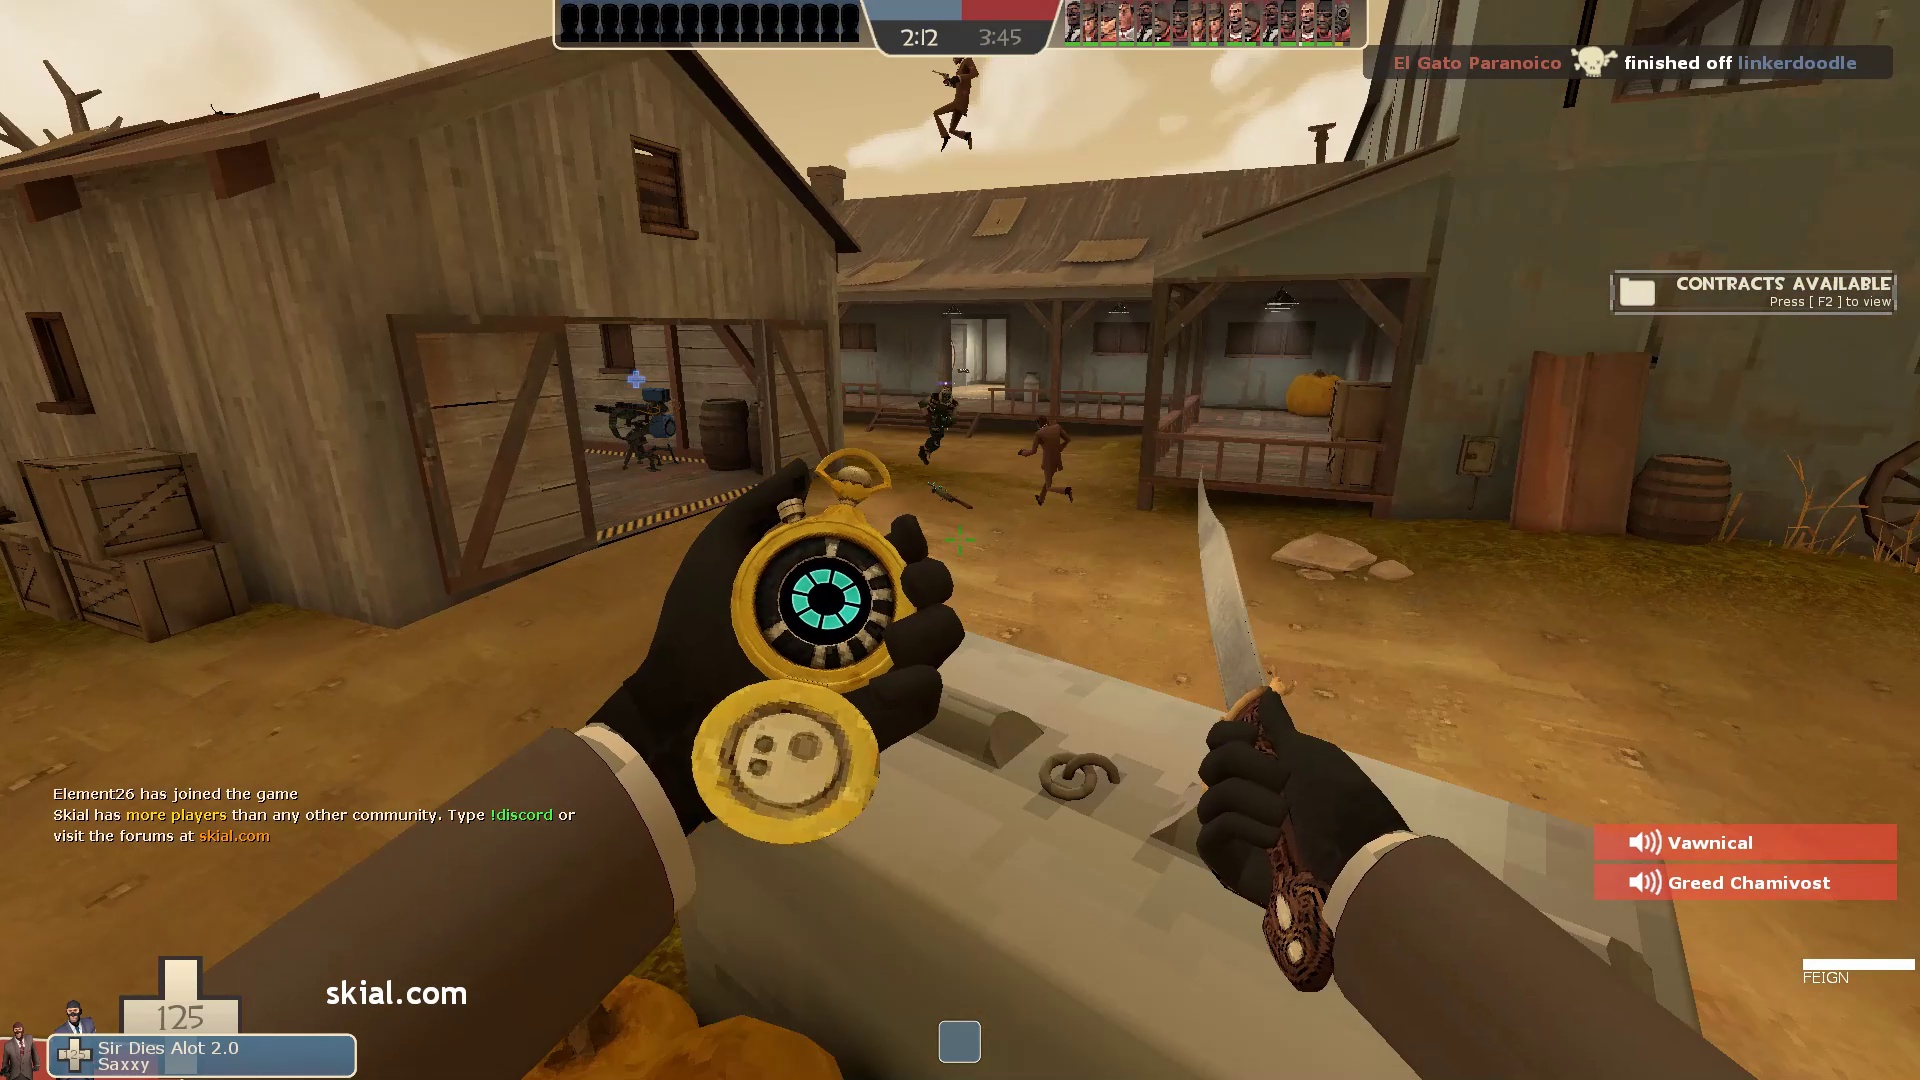 2:12 3:45
El Gato Paranoico finished off linkerdoodle
CONTRACTS AVAILABLE
Press [ F2 ] to view
Element26 has joined the game
Skial has more players than any other community. Type !discord or
visit the forums at skial.com
Vawnical
Greed Chamivost
FEIGN
skial.com
125
125
Sir Dies Alot 2.0
Saxxy